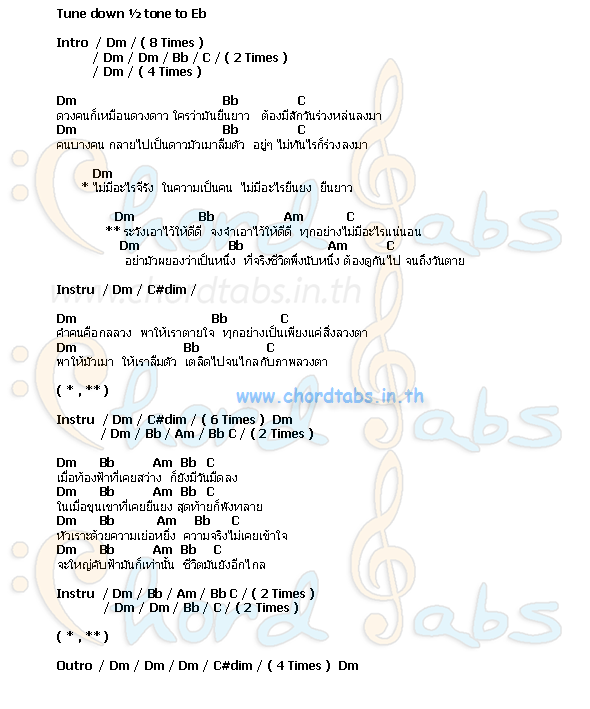 Tune down ½ tone to Eb
Intro / Dm / ( 8 Times )
/ Dm / Dm / Bb / C / ( 2 Times )
/ Dm / ( 4 Times )
Dm Bb C
ดวงคนก็เหมือนดวงดาว ใครว่ามันยืนยาว ต้องมีสักวันร่วงหล่นลงมา
Dm Bb C
คนบางคน กลายไปเป็นดาวมัวเมาลืมตัว อยู่ๆ ไม่ทันไรก็ร่วงลงมา
Dm
* ไม่มีอะไรจีรัง ในความเป็นคน ไม่มีอะไรยืนยง ยืนยาว
Dm Bb Am C
** ระวังเอาไว้ให้ดีดี จงจำเอาไว้ให้ดีดี ทุกอย่างไม่มีอะไรแน่นอน
Dm Bb Am C
อย่ามัวผยองว่าเป็นหนึ่ง ที่จริงชีวิตพึ่งนับหนึ่ง ต้องดูกันไป จนถึงวันตาย
Instru / Dm / C#dim /
www.chordtabs.in.th
Dm Bb C
คำคนคือกลลวง พาให้เราตายใจ ทุกอย่างเป็นเพียงแค่สิ่งลวงตา
Dm Bb C
พาให้มัวเมา ให้เราลืมตัว เตลิดไปจนไกลกับภาพลวงตา
( * , ** )
www.chordtabs.in.th
Instru / Dm / C#dim / ( 6 Times ) Dm
/ Dm / Bb / Am / Bb C / ( 2 Times )
Dm Bb Am Bb C
เมื่อท้องฟ้าที่เคยสว่าง ก็ยังมีวันมืดลง
Dm Bb Am Bb C
ในเมื่อขุนเขาที่เคยยืนยง สุดท้ายก็พังทลาย
Dm Bb Am Bb C
หัวเราะด้วยความเย่อหยิ่ง ความจริงไม่เคยเข้าใจ
Dm Bb Am Bb C
จะใหญ่คับฟ้ามันก็เท่านั้น ชีวิตมันยังอีกไกล
Instru / Dm / Bb / Am / Bb C / ( 2 Times )
/ Dm / Dm / Bb / C / ( 2 Times )
( * , ** )
Outro / Dm / Dm / Dm / C#dim / ( 4 Times ) Dm